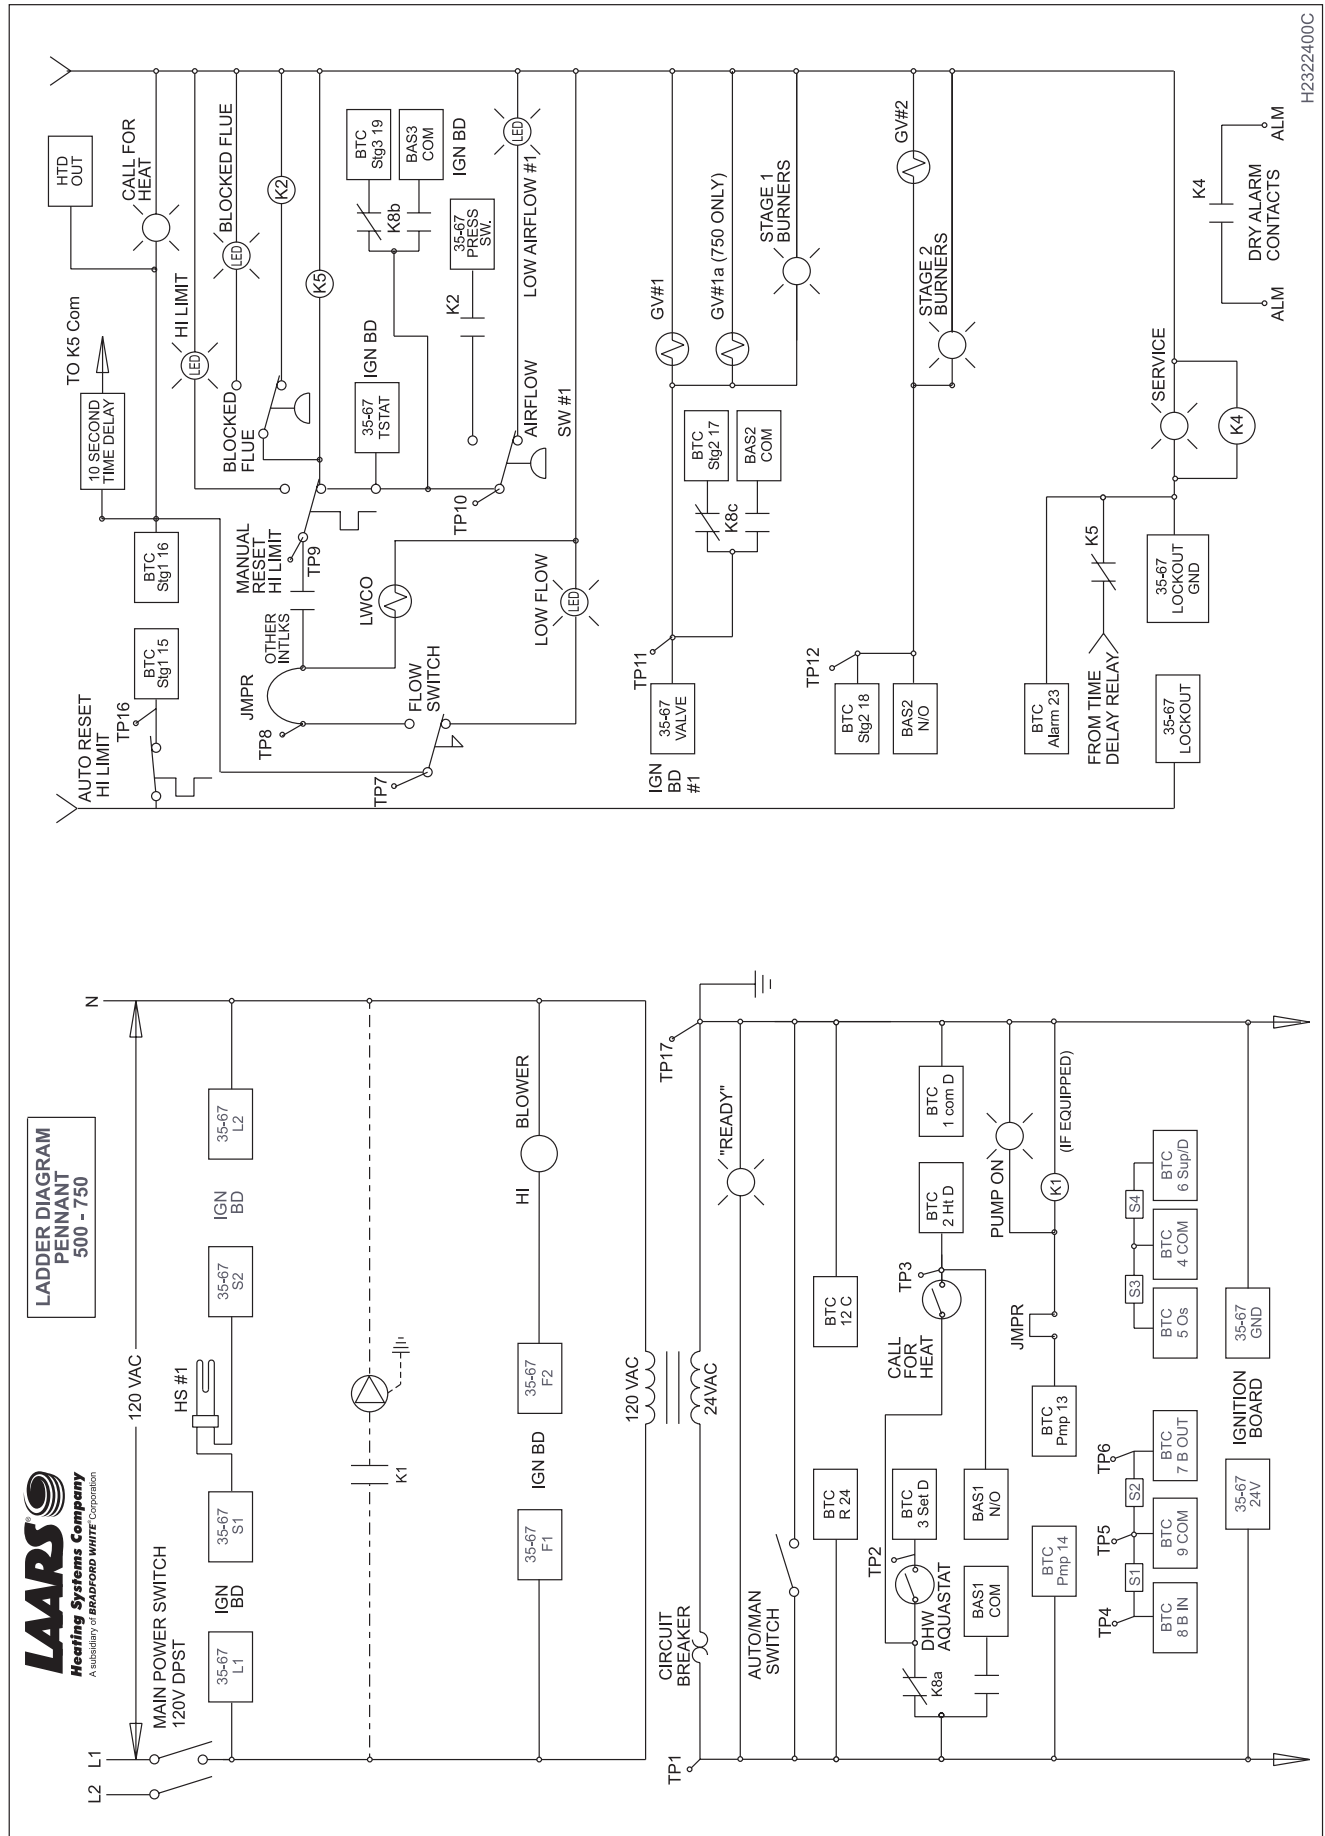 LAARS
Heating Systems Company
A subsidiary of BRADFORD WHITE® Corporation
LADDER DIAGRAM
PENNANT
500 - 750
L2
L1
120 VAC
N
MAIN POWER SWITCH
120V DPST
35-67
L1
IGN
BD
35-67
S1
HS #1
35-67
S2
IGN
BD
35-67
L2
K1
35-67
F1
IGN BD
35-67
F2
HI
BLOWER
120 VAC
24VAC
CIRCUIT
BREAKER
TP1
TP17
"READY"
AUTO/MAN
SWITCH
BTC
R 24
BTC
12 C
K8a
DHW
AQUASTAT
TP2
BTC
3 Set D
CALL
FOR
HEAT
TP3
BTC
2 Ht D
BTC
1 com D
BAS1
COM
BAS1
N/O
PUMP ON
BTC
Pmp 14
BTC
Pmp 13
JMPR
K1
(IF EQUIPPED)
TP4
TP5
TP6
BTC
8 B IN
S1
BTC
9 COM
S2
BTC
7 B OUT
BTC
5 Os
S3
BTC
4 COM
S4
BTC
6 Sup/D
35-67
24V
IGNITION
BOARD
35-67
GND
AUTO RESET
HI LIMIT
TP16
BTC
Stg1 15
BTC
Stg1 16
10 SECOND
TIME DELAY
TO K5 Com
HTD
OUT
CALL FOR
HEAT
HI LIMIT
LED
BLOCKED FLUE
LED
BLOCKED
FLUE
K2
K5
MANUAL
RESET
HI LIMIT
TP9
OTHER
INTLKS
JMPR
TP8
LWCO
FLOW
SWITCH
TP7
LOW FLOW
LED
35-67
TSTAT
IGN BD
K8b
BTC
Stg3 19
BAS3
COM
K2
35-67
PRESS
SW.
IGN BD
TP10
AIRFLOW
SW #1
LOW AIRFLOW #1
LED
IGN
BD
#1
35-67
VALVE
TP11
K8c
BTC
Stg2 17
BAS2
COM
GV#1
GV#1a (750 ONLY)
STAGE 1
BURNERS
TP12
BTC
Stg2 18
BAS2
N/O
GV#2
STAGE 2
BURNERS
BTC
Alarm 23
FROM TIME
DELAY RELAY
K5
35-67
LOCKOUT
35-67
LOCKOUT
GND
SERVICE
K4
ALM
K4
DRY ALARM
CONTACTS
ALM
H2322400C